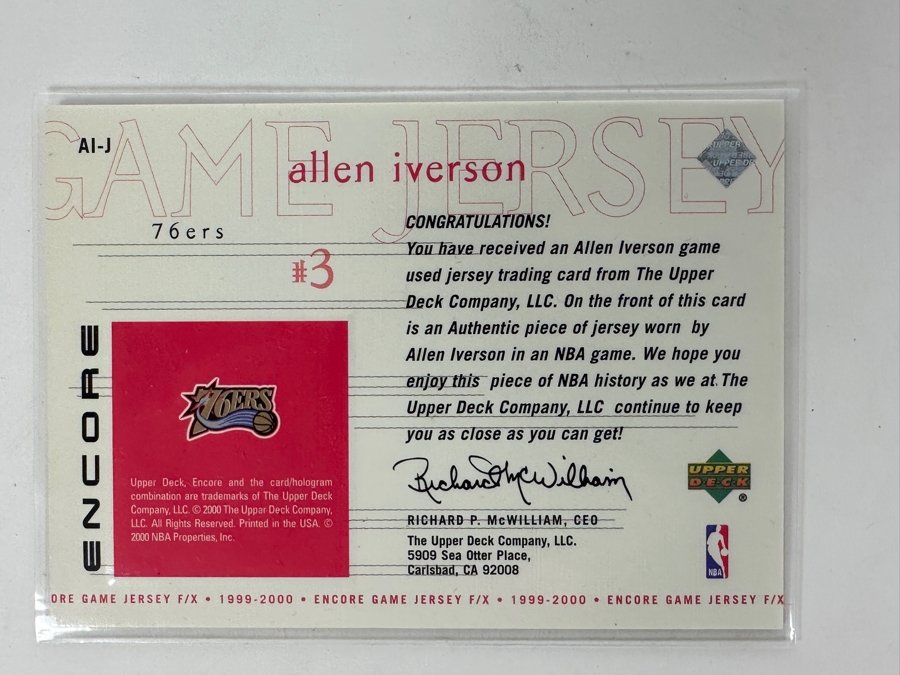 GAME JERSEY
AI-J
allen iverson
76ers
#3
CONGRATULATIONS!
You have received an Allen Iverson game
used jersey trading card from The Upper
Deck Company, LLC. On the front of this card
is an Authentic piece of jersey worn by
Allen Iverson in an NBA game. We hope you
enjoy this piece of NBA history as we at The
Upper Deck Company, LLC continue to keep
you as close as you can get!
ENCORE
76ERS
Upper Deck, Encore and the card/hologram
combination are trademarks of The Upper Deck
Company, LLC. © 2000 The Upper Deck Company,
LLC. All Rights Reserved. Printed in the USA. ©
2000 NBA Properties, Inc.
Richard McWilliam
RICHARD P. McWILLIAM, CEO
The Upper Deck Company, LLC.
5909 Sea Otter Place,
Carlsbad, CA 92008
UPPER
DECK
®
NBA
ORE GAME JERSEY F/X • 1999-2000 • ENCORE GAME JERSEY F/X • 1999-2000 • ENCORE GAME JERSEY F/X